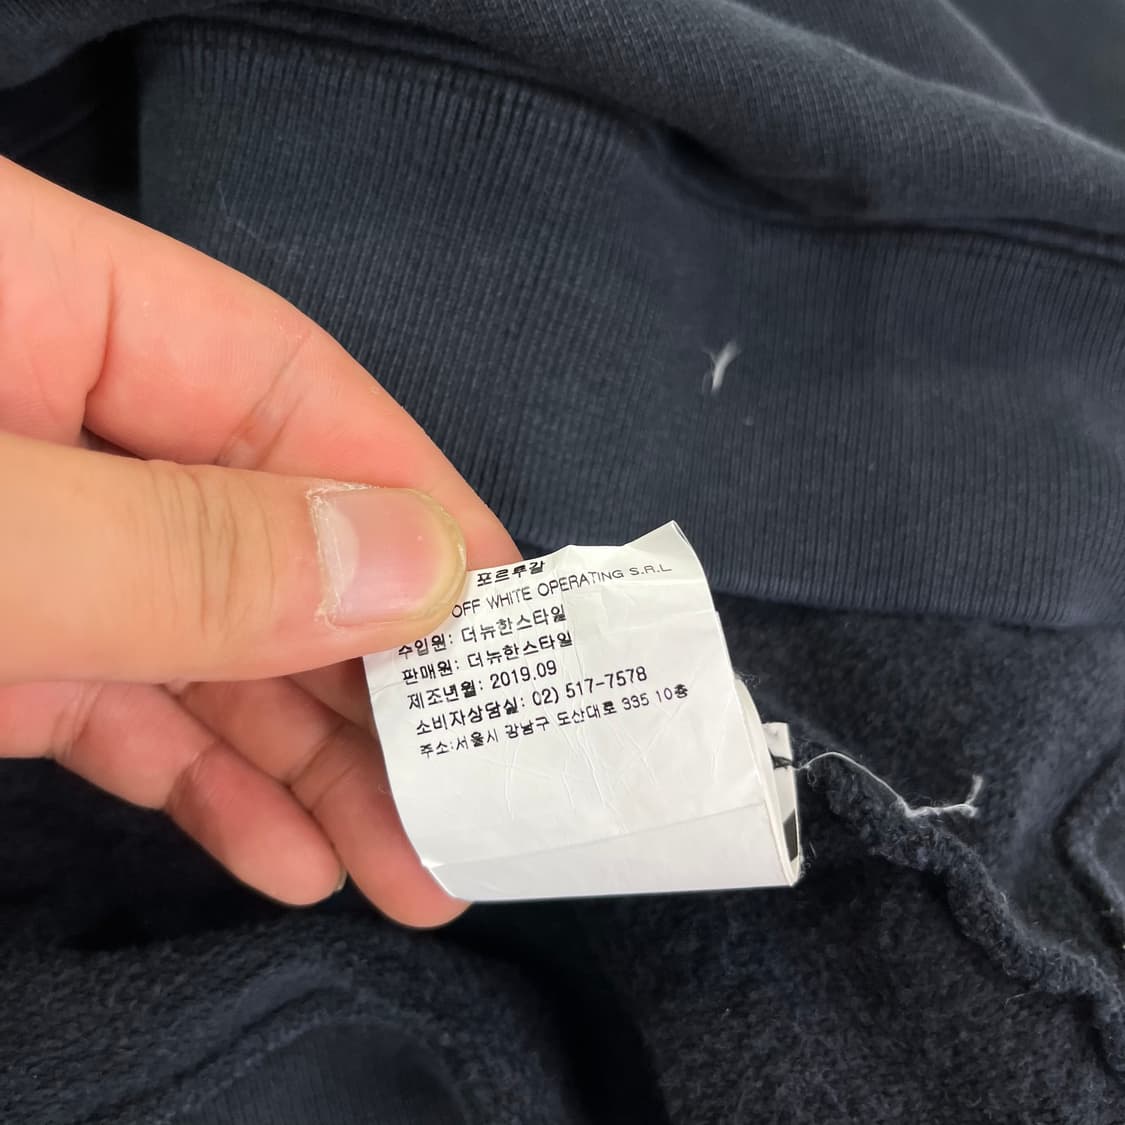 포르투갈
OFF WHITE OPERATING S.R.L
수입원: 더뉴한스타일
판매원: 더뉴한스타일
제조년월: 2019.09
소비자상담실: 02) 517-7578
주소:서울시 강남구 도산대로 335 10층